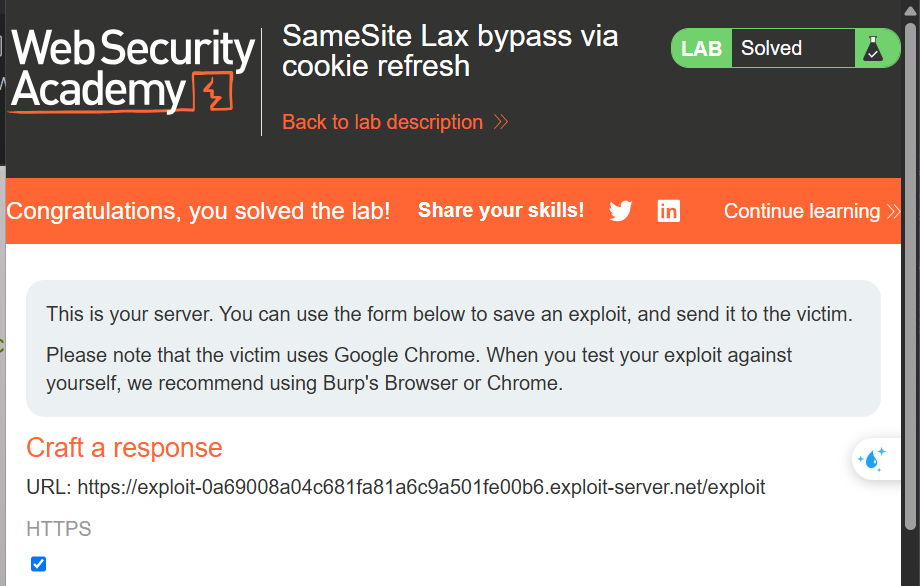 Web Security
Academy
SameSite Lax bypass via
cookie refresh
LAB Solved
Back to lab description
Congratulations, you solved the lab! Share your skills! in Continue learning
This is your server. You can use the form below to save an exploit, and send it to the victim.
Please note that the victim uses Google Chrome. When you test your exploit against
yourself, we recommend using Burp's Browser or Chrome.
Craft a response
URL: https://exploit-0a69008a04c681fa81a6c9a501fe00b6.exploit-server.net/exploit
HTTPS